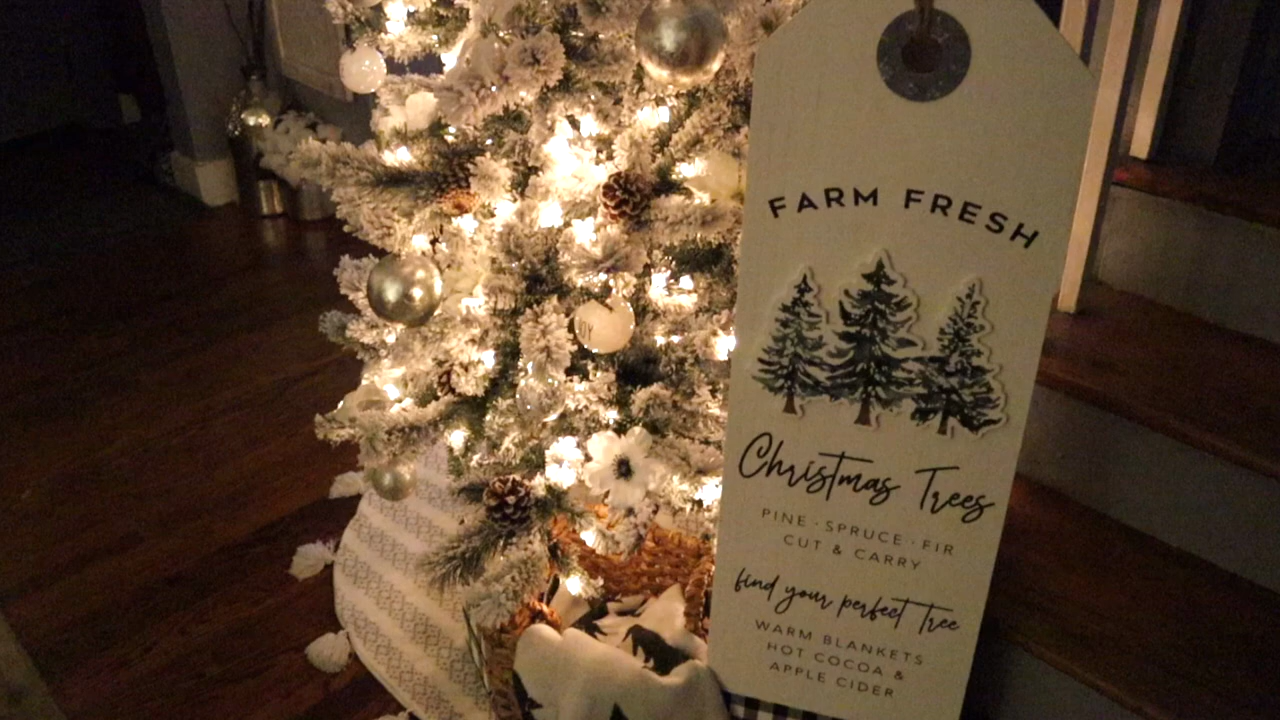 FARM FRESH
Christmas Trees
PINE · SPRUCE · FIR
CUT & CARRY
find your perfect Tree
WARM BLANKETS
HOT COCOA &
APPLE CIDER